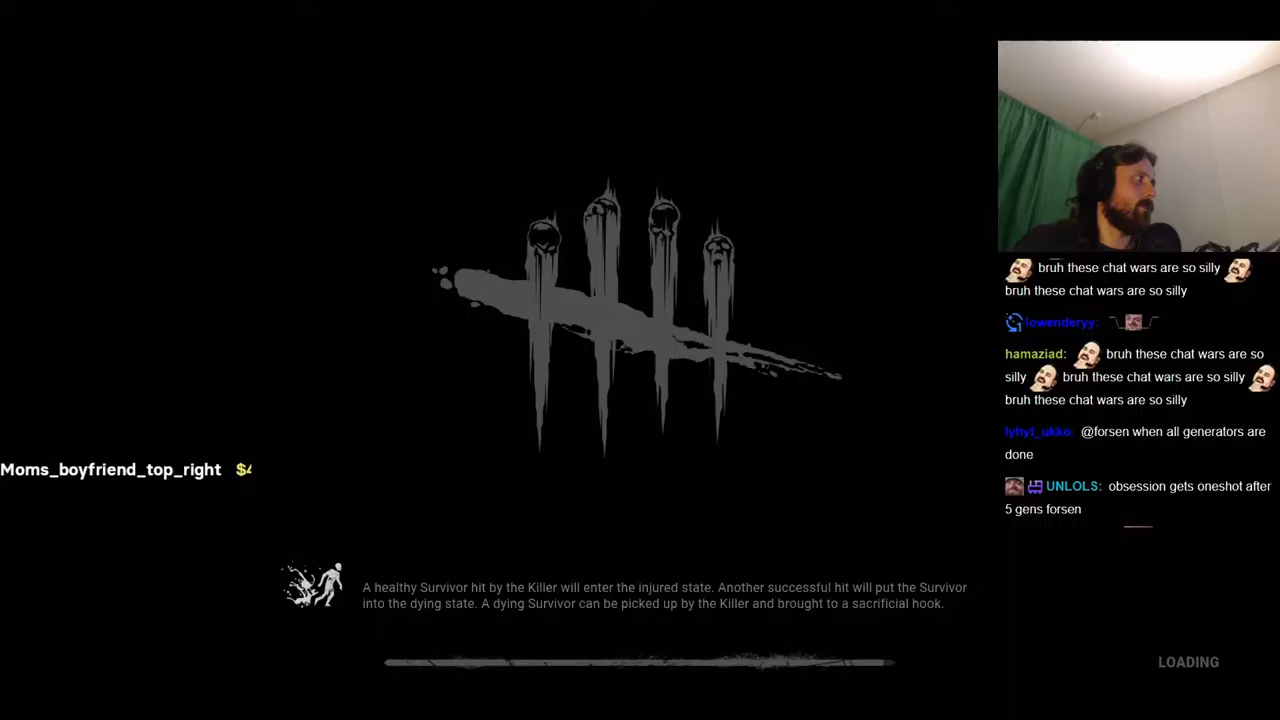 bruh these chat wars are so silly
bruh these chat wars are so silly
lowenderyy:
hamaziad: bruh these chat wars are so
silly bruh these chat wars are so silly
bruh these chat wars are so silly
lyhyt_ukko: @forsen when all generators are
done
Moms_boyfriend_top_right $4
UNLOLS: obsession gets oneshot after
5 gens forsen
A healthy Survivor hit by the Killer will enter the injured state. Another successful hit will put the Survivor
into the dying state. A dying Survivor can be picked up by the Killer and brought to a sacrificial hook.
LOADING